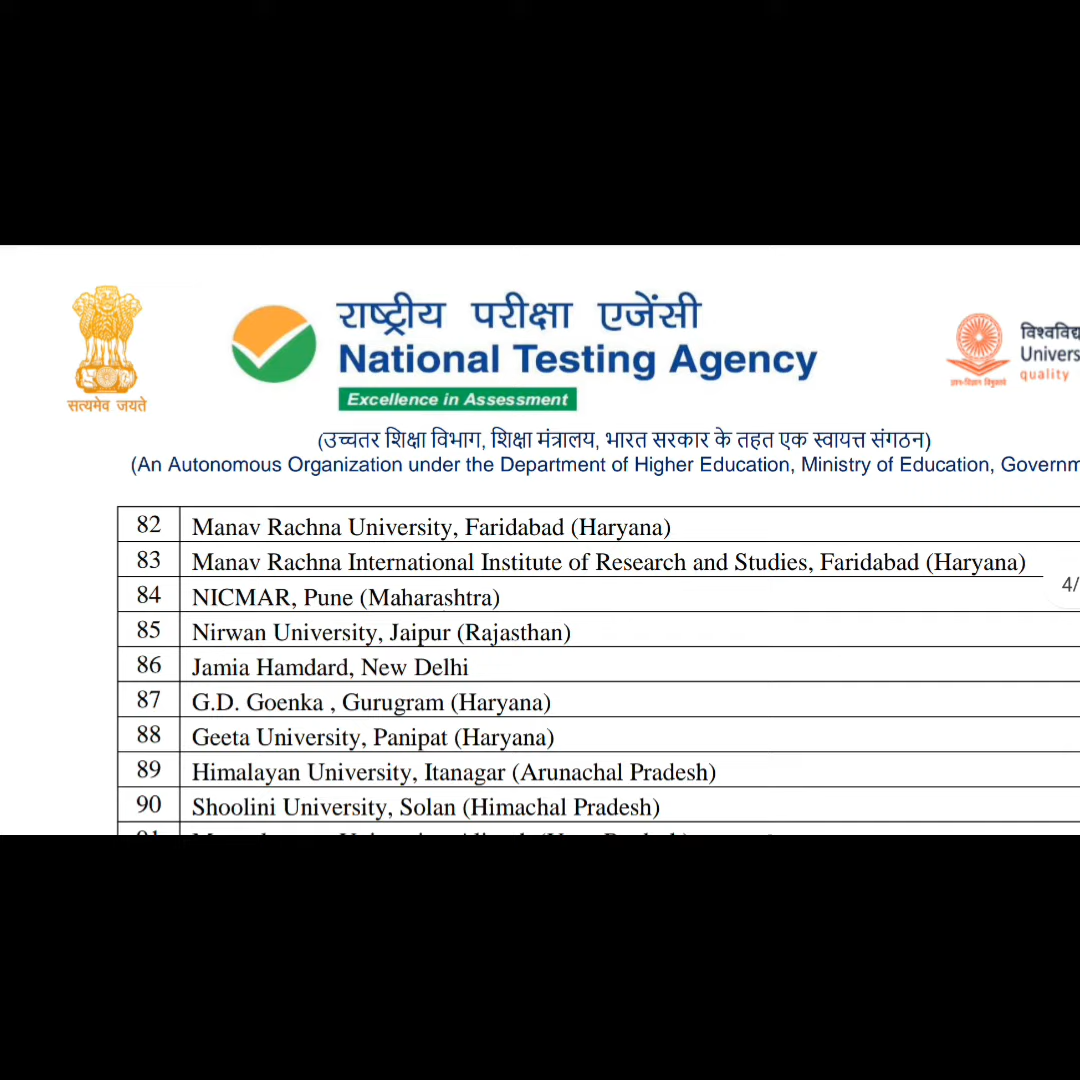 सत्यमेव जयते
राष्ट्रीय परीक्षा एजेंसी
National Testing Agency
Excellence in Assessment
quality
(उच्चतर शिक्षा विभाग, शिक्षा मंत्रालय, भारत सरकार के तहत एक स्वायत्त संगठन)
(An Autonomous Organization under the Department of Higher Education, Ministry of Education,
82 Manav Rachna University, Faridabad (Haryana)
83 Manav Rachna International Institute of Research and Studies, Faridabad (Haryana)
4/
84 NICMAR, Pune (Maharashtra)
85 Nirwan University, Jaipur (Rajasthan)
86 Jamia Hamdard, New Delhi
87 G.D. Goenka , Gurugram (Haryana)
88 Geeta University, Panipat (Haryana)
89 Himalayan University, Itanagar (Arunachal Pradesh)
90 Shoolini University, Solan (Himachal Pradesh)